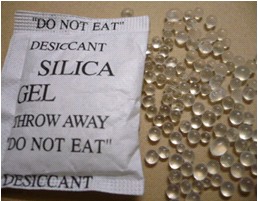 "DO NOT EAT"
DESICCANT
SILICA
GEL
THROW AWAY
"DO NOT EAT"
DESICCANT